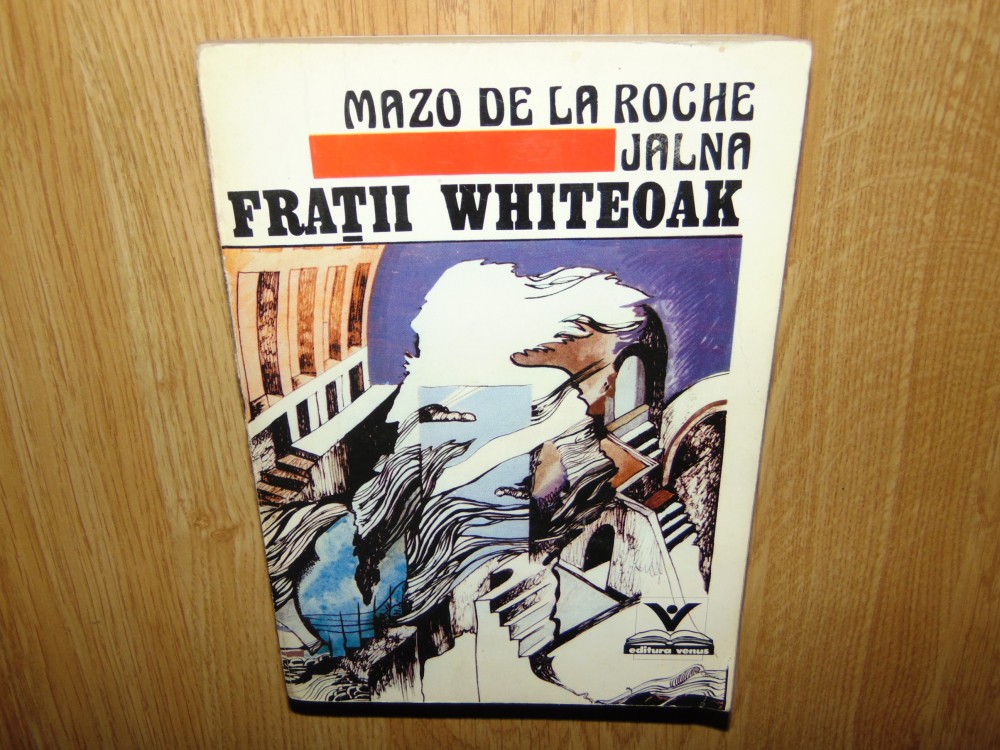 MAZO DE LA ROCHE
JALNA
FRAȚII WHITEOAK
editura venus